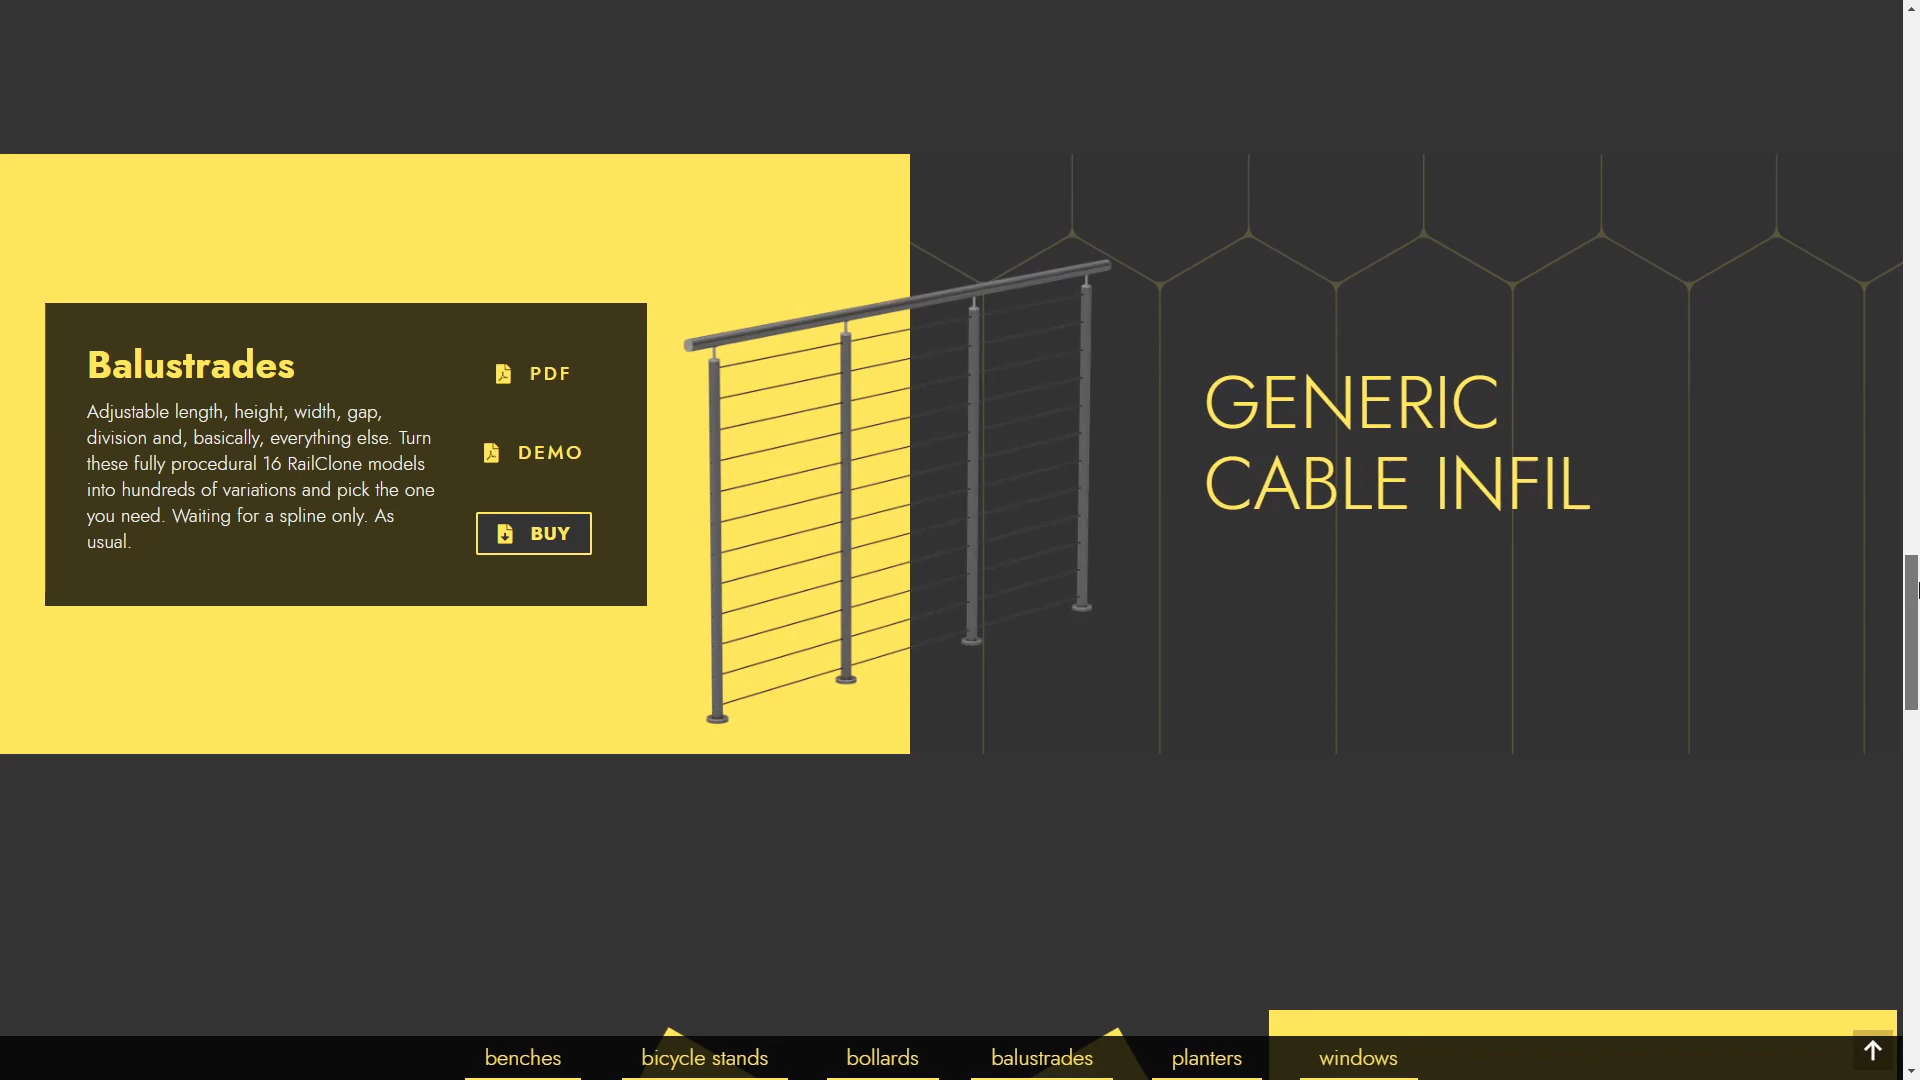 Balustrades
Adjustable length, height, width, gap,
division and, basically, everything else. Turn
these fully procedural 16 RailClone models
into hundreds of variations and pick the one
you need. Waiting for a spline only. As
usual.
PDF
DEMO
BUY
GENERIC
CABLE INFIL
benches
bicycle stands
bollards
balustrades
planters
windows